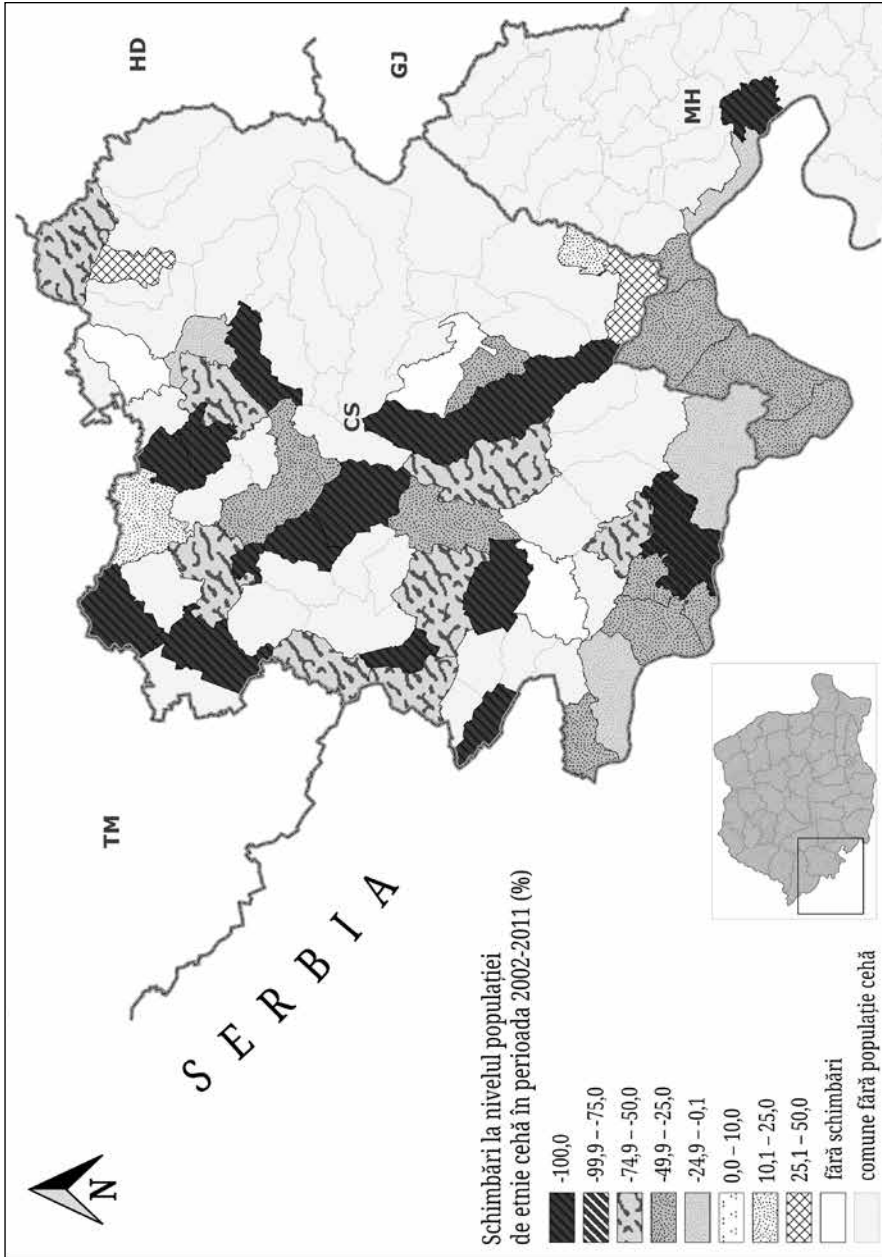 HD
GJ
MH
CS
TM
SERBIA
N
Schimbări la nivelul populației
de etnie cehă în perioada 2002-2011 (%)
-100,0
-99,9 – -75,0
-74,9 – -50,0
-49,9 – -25,0
-24,9 – -0,1
0,0 – 10,0
10,1 – 25,0
25,1 – 50,0
fără schimbări
comune fără populație cehă